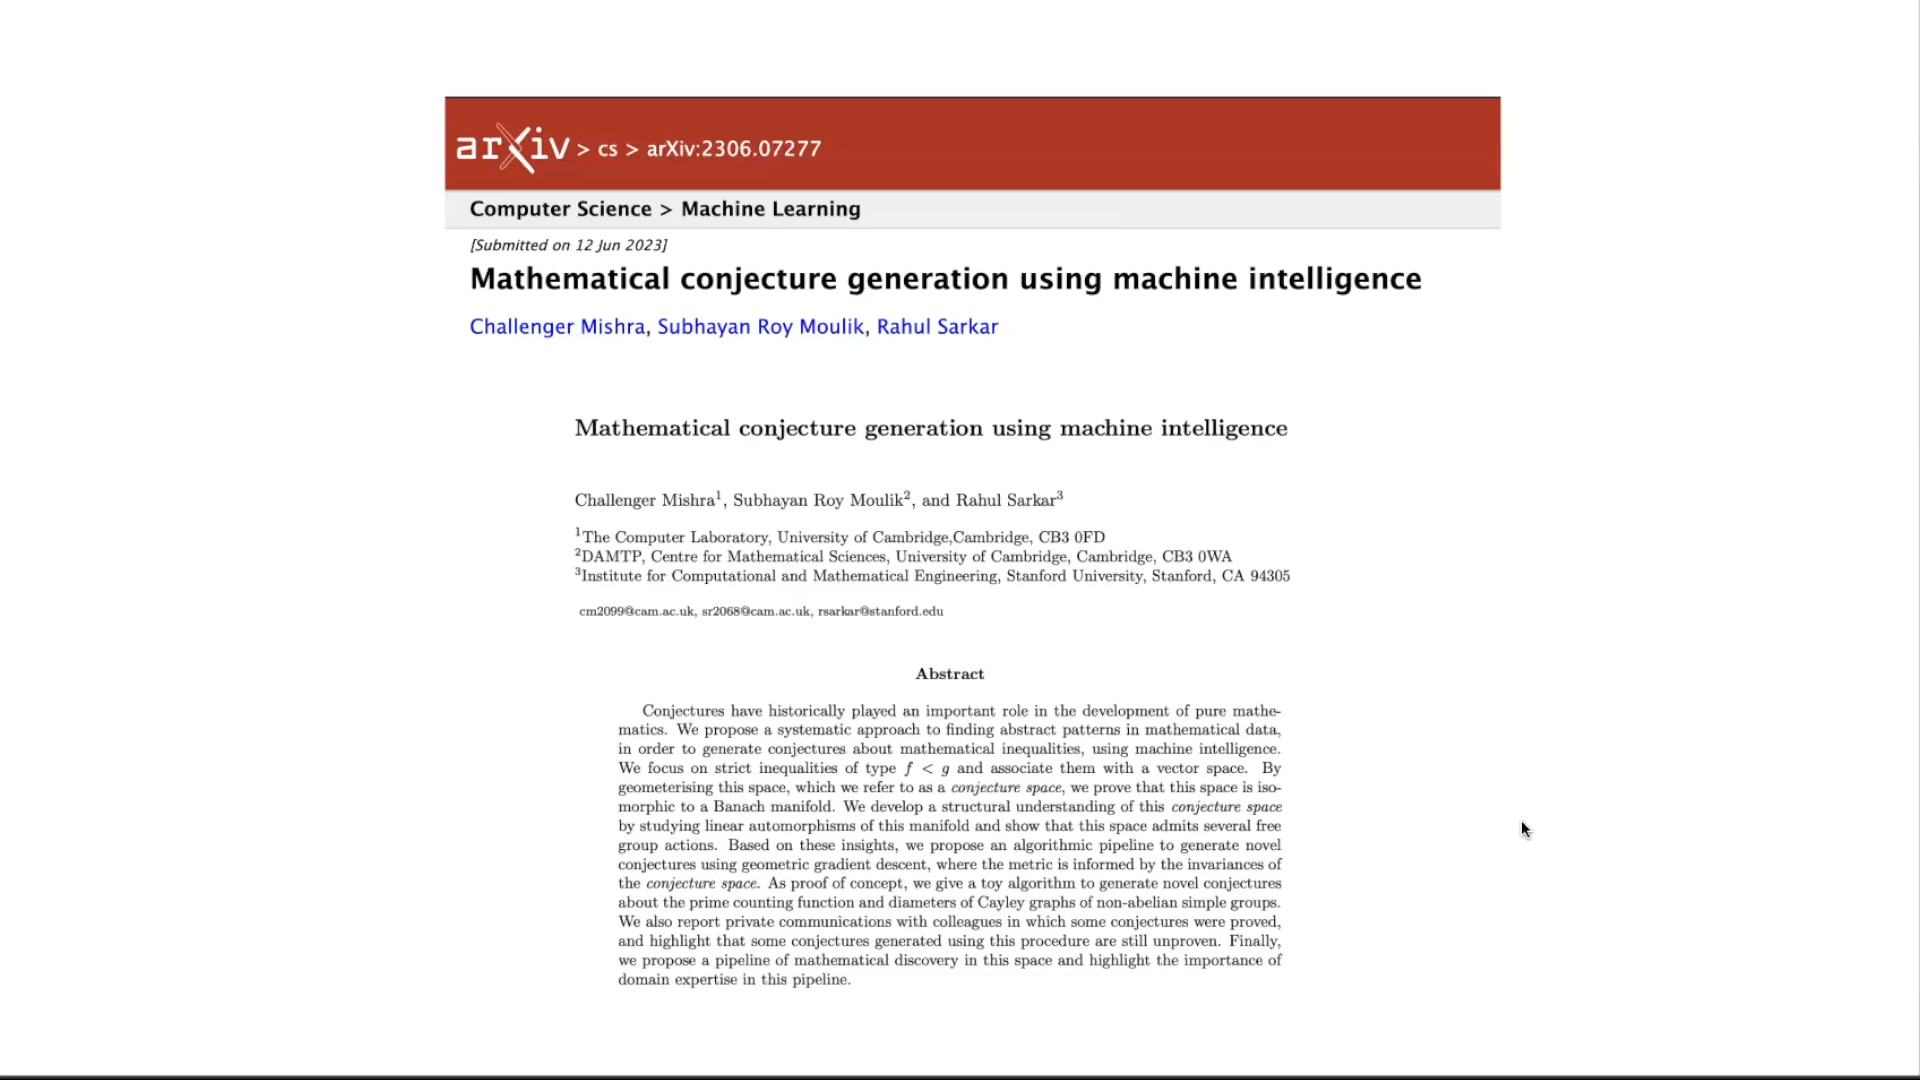 arXiv > cs > arXiv:2306.07277
Computer Science > Machine Learning
[Submitted on 12 Jun 2023]
Mathematical conjecture generation using machine intelligence
Challenger Mishra, Subhayan Roy Moulik, Rahul Sarkar
Mathematical conjecture generation using machine intelligence
Challenger Mishra¹, Subhayan Roy Moulik², and Rahul Sarkar³
¹The Computer Laboratory, University of Cambridge,Cambridge, CB3 0FD
²DAMTP, Centre for Mathematical Sciences, University of Cambridge, Cambridge, CB3 0WA
³Institute for Computational and Mathematical Engineering, Stanford University, Stanford, CA 94305
cm2099@cam.ac.uk, sr2068@cam.ac.uk, rsarkar@stanford.edu
Abstract
Conjectures have historically played an important role in the development of pure mathe-
matics. We propose a systematic approach to finding abstract patterns in mathematical data,
in order to generate conjectures about mathematical inequalities, using machine intelligence.
We focus on strict inequalities of type f < g and associate them with a vector space. By
geometerising this space, which we refer to as a conjecture space, we prove that this space is iso-
morphic to a Banach manifold. We develop a structural understanding of this conjecture space
by studying linear automorphisms of this manifold and show that this space admits several free
group actions. Based on these insights, we propose an algorithmic pipeline to generate novel
conjectures using geometric gradient descent, where the metric is informed by the invariances of
the conjecture space. As proof of concept, we give a toy algorithm to generate novel conjectures
about the prime counting function and diameters of Cayley graphs of non-abelian simple groups.
We also report private communications with colleagues in which some conjectures were proved,
and highlight that some conjectures generated using this procedure are still unproven. Finally,
we propose a pipeline of mathematical discovery in this space and highlight the importance of
domain expertise in this pipeline.